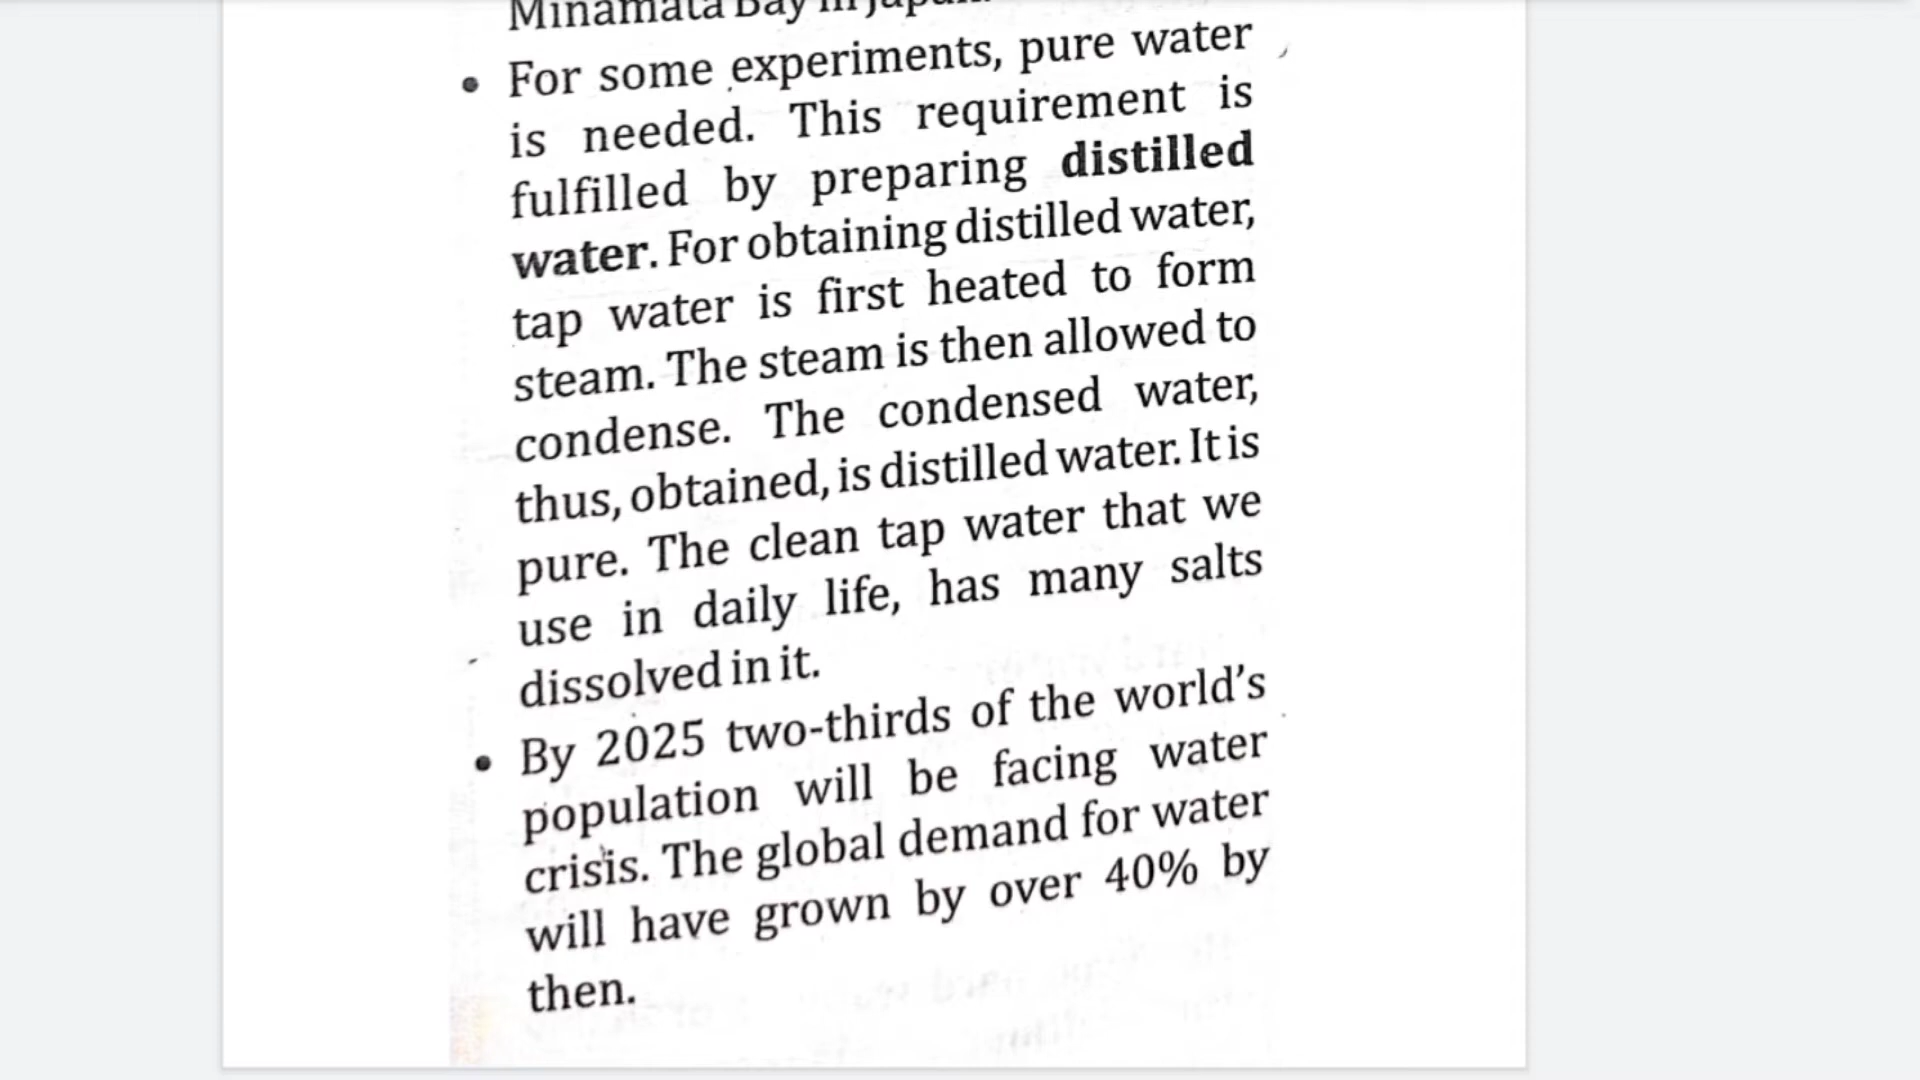 Minamata Bay in Japan.
• For some experiments, pure water
is needed. This requirement is
fulfilled by preparing distilled
water. For obtaining distilled water,
tap water is first heated to form
steam. The steam is then allowed to
condense. The condensed water,
thus, obtained, is distilled water. It is
pure. The clean tap water that we
use in daily life, has many salts
dissolved in it.
• By 2025 two-thirds of the world's
population will be facing water
crisis. The global demand for water
will have grown by over 40% by
then.